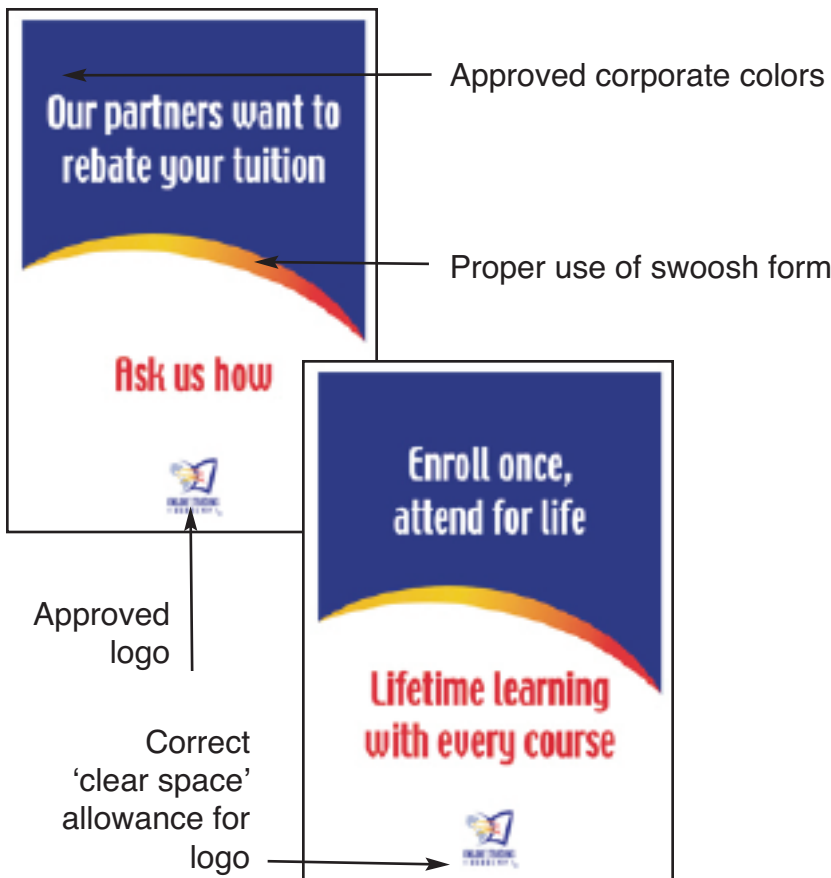 Approved corporate colors
Our partners want to
rebate your tuition
Proper use of swoosh form
Ask us how
Enroll once,
attend for life
Approved
logo
Lifetime learning
with every course
Correct
‘clear space’
allowance for
logo